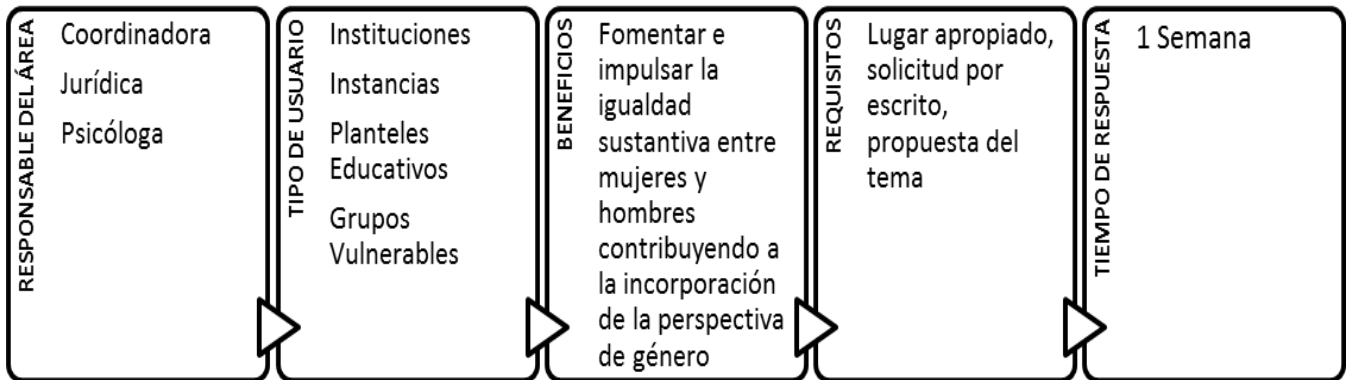 RESPONSABLE DEL ÁREA
Coordinadora
Jurídica
Psicóloga
TIPO DE USUARIO
Instituciones
Instancias
Planteles
Educativos
Grupos
Vulnerables
BENEFICIOS
Fomentar e
impulsar la
igualdad
sustantiva entre
mujeres y
hombres
contribuyendo a
la incorporación
de la perspectiva
de género
REQUISITOS
Lugar apropiado,
solicitud por
escrito,
propuesta del
tema
TIEMPO DE RESPUESTA
1 Semana